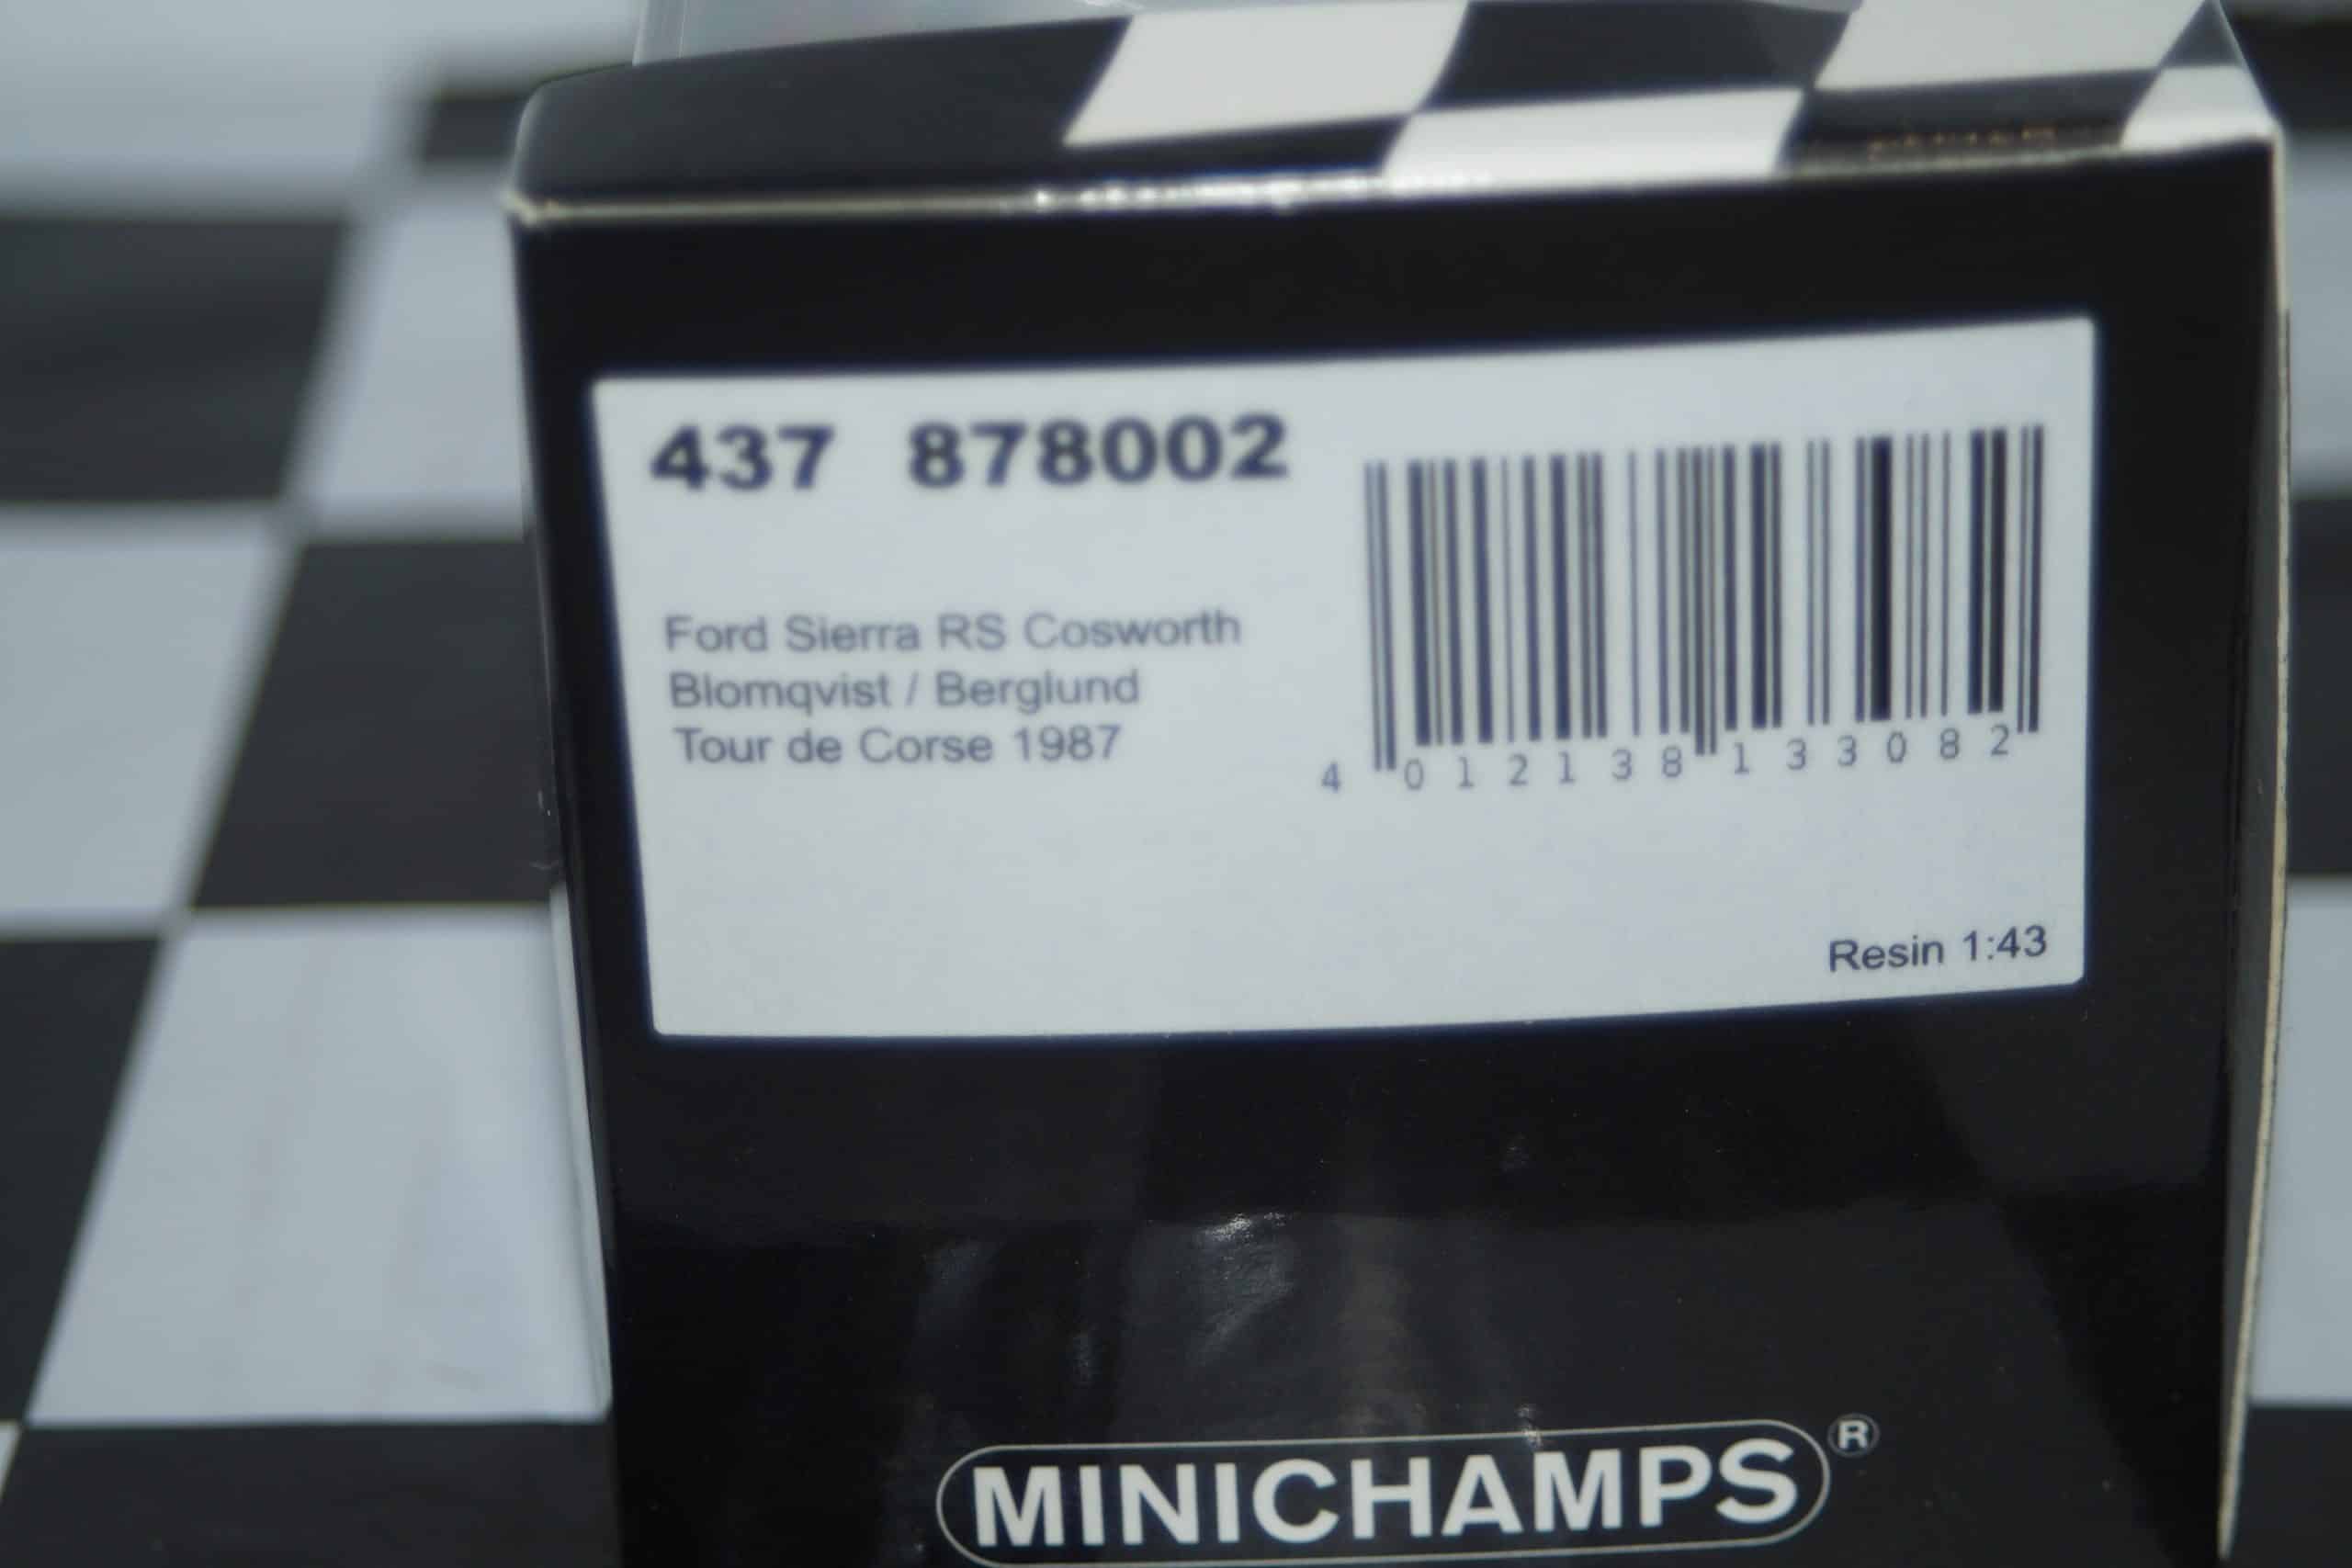 437 878002
Ford Sierra RS Cosworth
Blomqvist / Berglund
Tour de Corse 1987
4 012138 133082
Resin 1:43
MINICHAMPS®